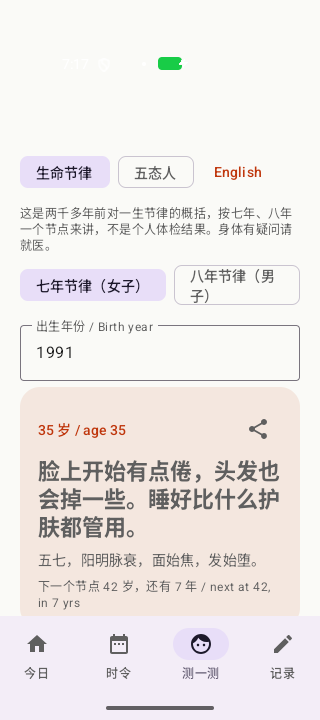 生命节律
五态人
English
这是两千多年前对一生节律的概括，按七年、八年
一个节点来讲，不是个人体检结果。身体有疑问请
就医。
七年节律（女子）
八年节律（男
子）
出生年份 / Birth year
1991
35 岁 / age 35
脸上开始有点倦，头发也
会掉一些。睡好比什么护
肤都管用。
五七，阳明脉衰，面始焦，发始堕。
下一个节点 42 岁，还有 7 年 / next at 42,
in 7 yrs
今日
时令
测一测
记录